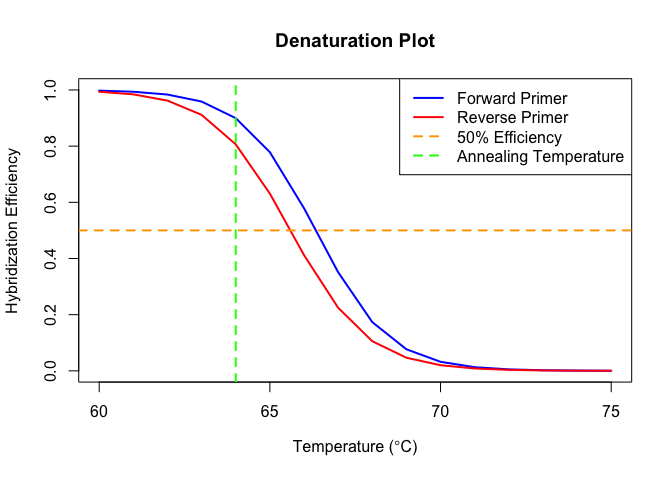 Denaturation Plot
Forward Primer
Reverse Primer
50% Efficiency
Annealing Temperature
Hybridization Efficiency
1.0
0.8
0.6
0.4
0.2
0.0
60 65 70 75
Temperature (°C)